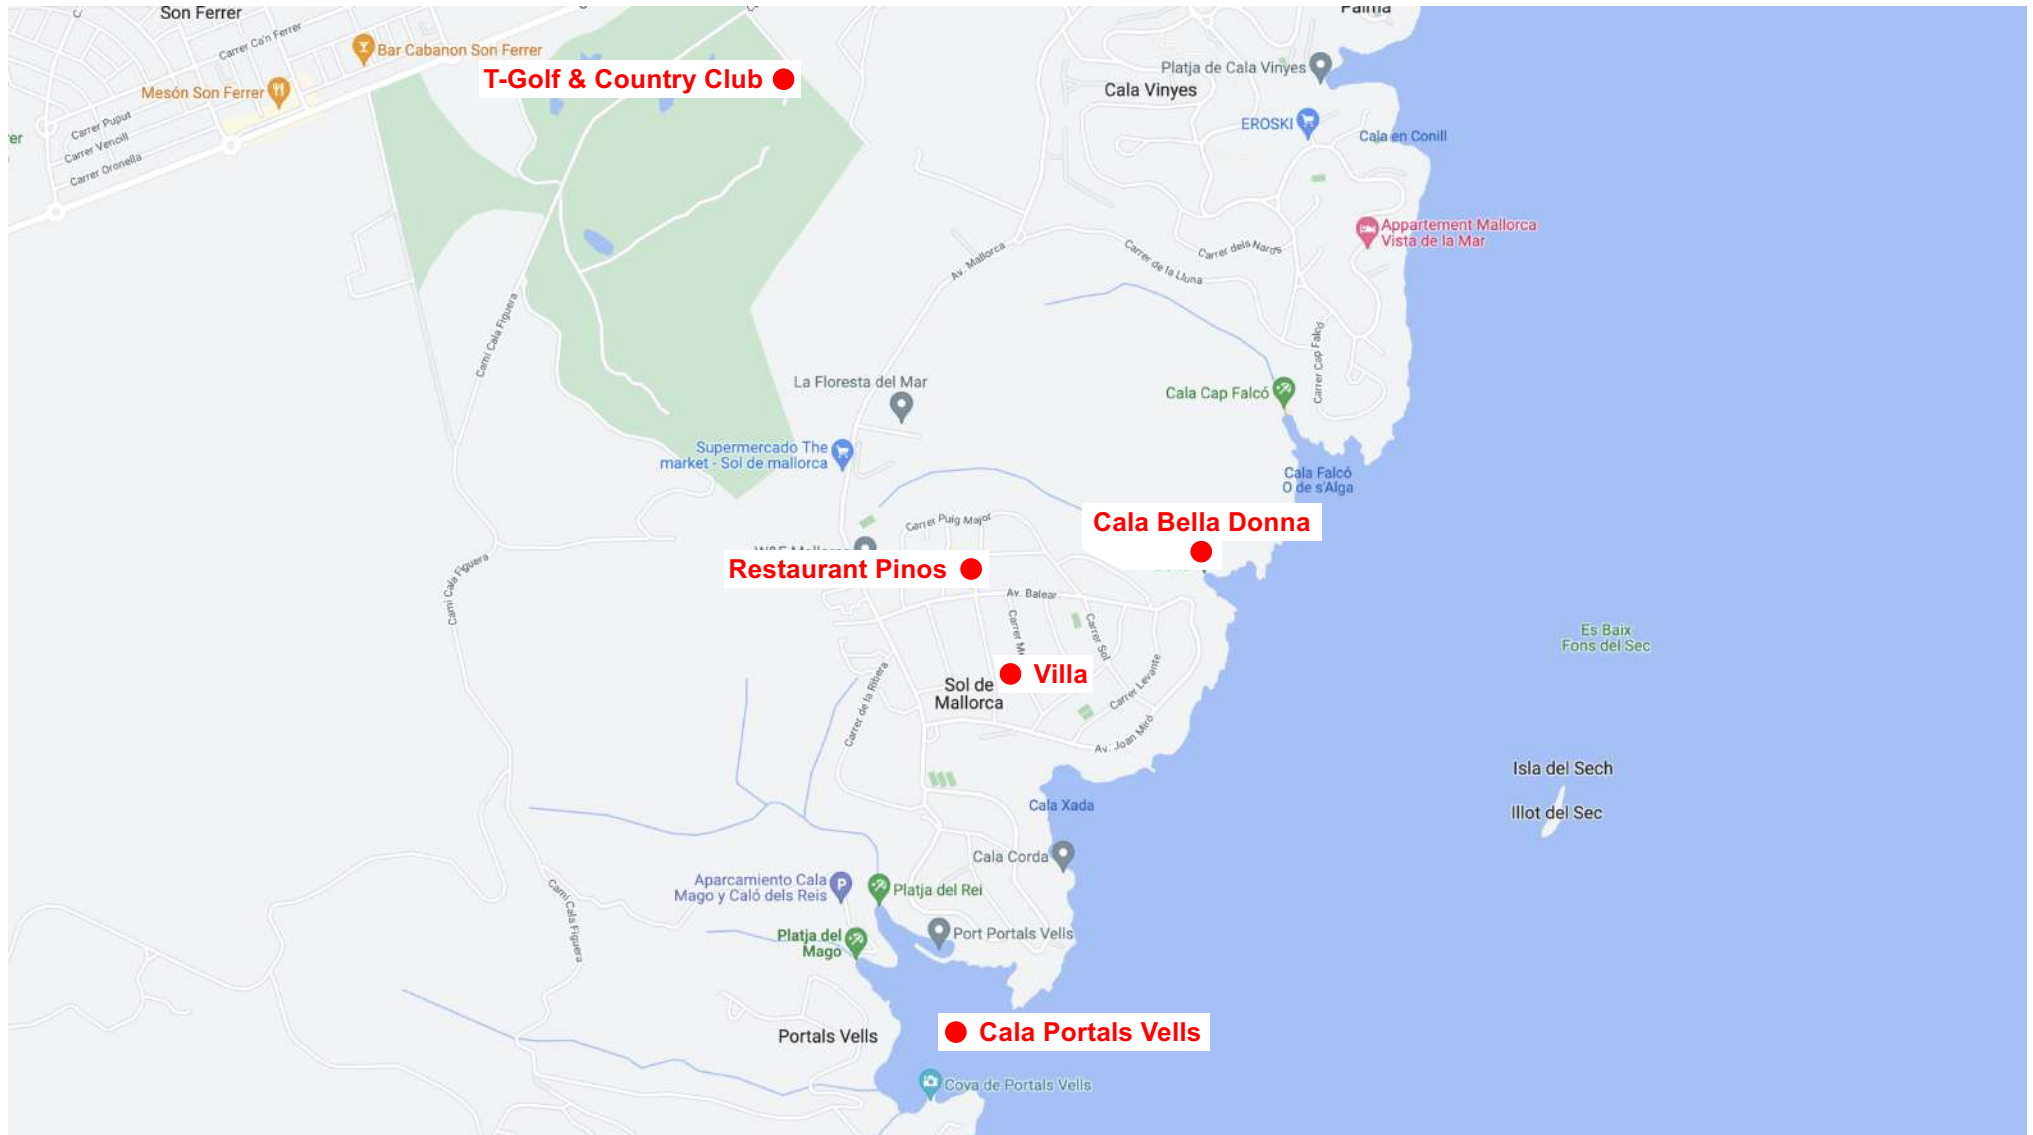 Son Ferrer
Palma
Carrer Ca'n Ferrer
Bar Cabanon Son Ferrer
T-Golf & Country Club
Platja de Cala Vinyes
Cala Vinyes
Mesón Son Ferrer
Carrer Puput
Carrer Vencill
Carrer Oronella
EROSKI
Cala en Conill
Appartement Mallorca
Vista de la Mar
Av. Mallorca
Carrer dels Nards
Carrer de la Lluna
Camí Cala Figuera
Carrer Cap Falcó
La Floresta del Mar
Cala Cap Falcó
Supermercado The
market - Sol de mallorca
Cala Falcó
O de s'Alga
Carrer Puig Major
Cala Bella Donna
Restaurant Pinos
Camí Cala Figuera
Av. Balear
Carrer Sol
Es Baix
Fons del Sec
Villa
Carrer de la Ribera
Sol de
Mallorca
Carrer Levante
Av. Joan Miró
Isla del Sech
Illot del Sec
Cala Xada
Cala Corda
Aparcamiento Cala
Mago y Caló dels Reis
Platja del Rei
Camí Cala Figuera
Platja del
Mago
Port Portals Vells
Portals Vells
Cala Portals Vells
Cova de Portals Vells